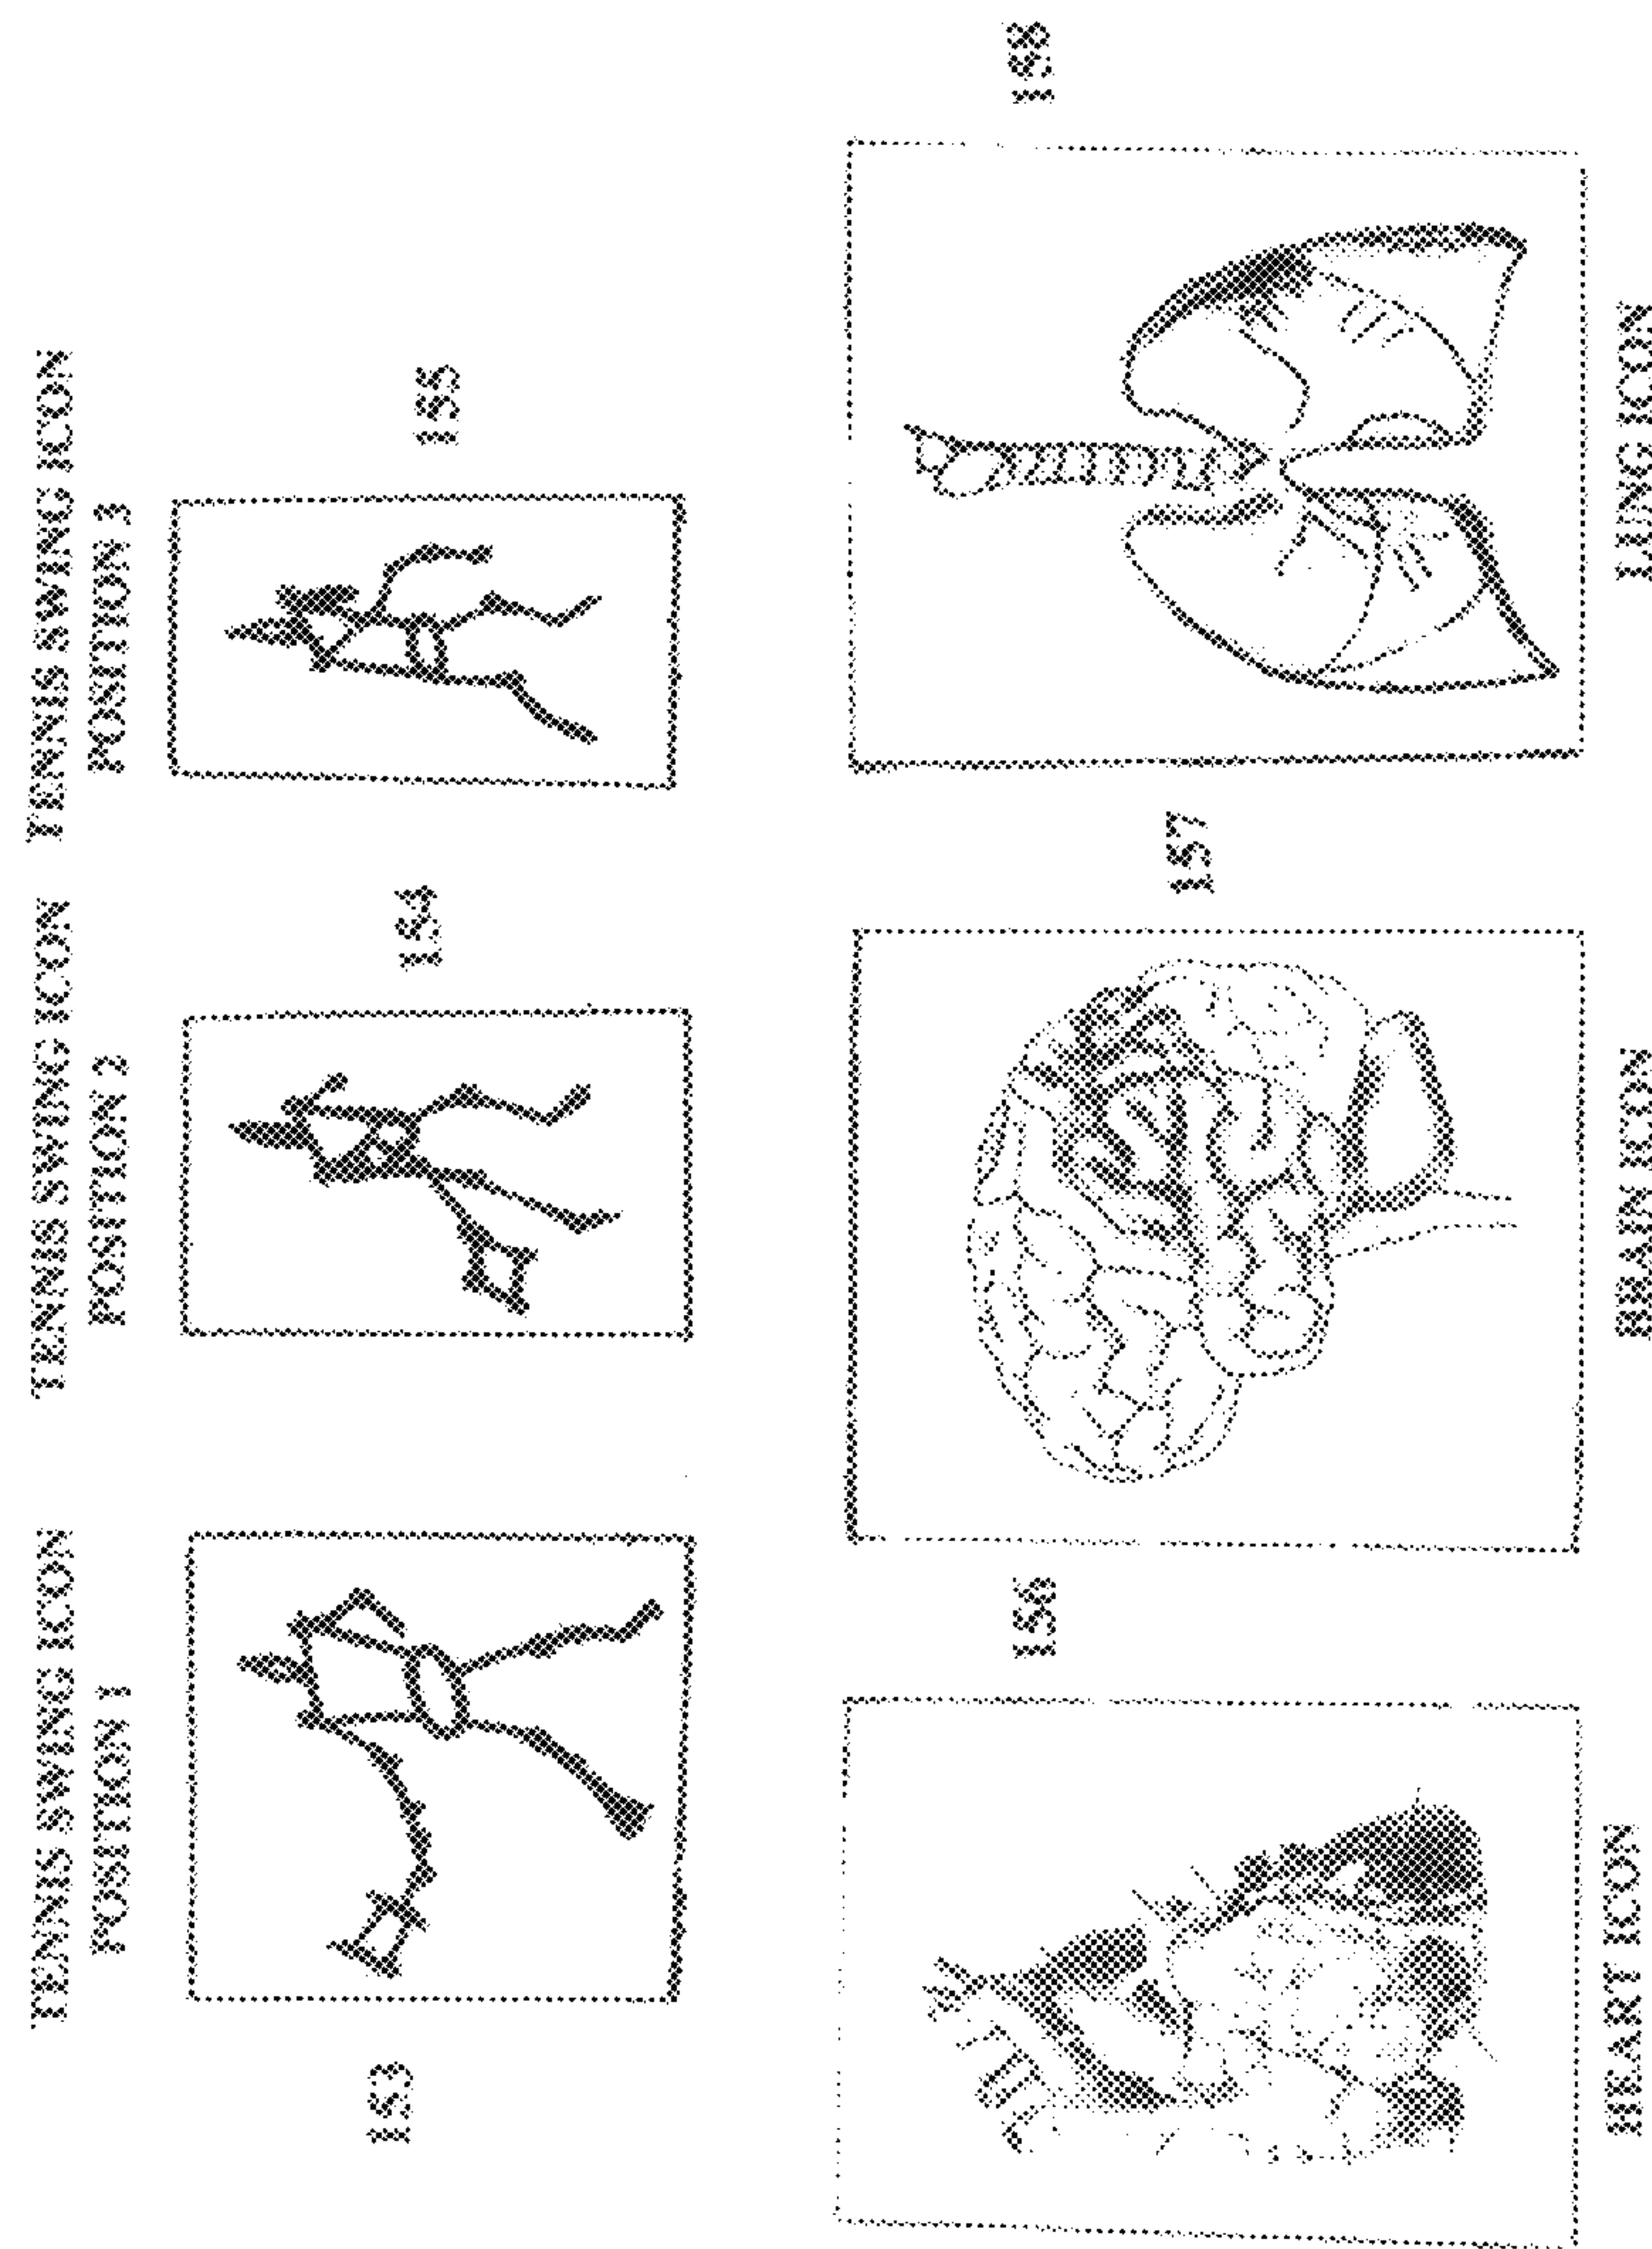 TENNIS SWING ICON
POSITION 1
TENNIS SWING ICON
POSITION 2
TENNIS SWING ICON
POSITION 3
153
154
155
156
157
158
HEART ICON
BRAIN ICON
LUNG ICON